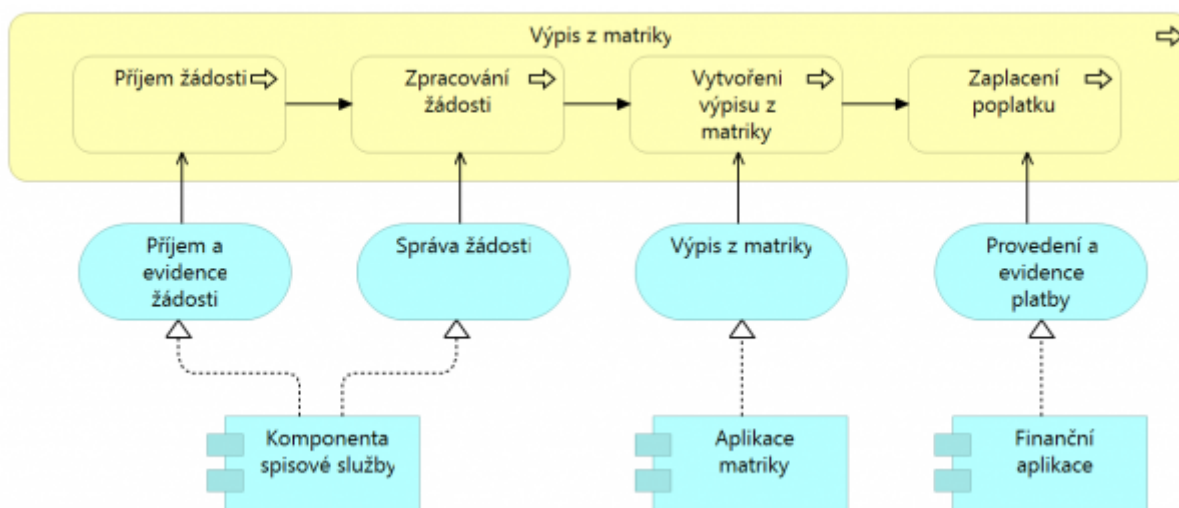 Výpis z matriky
Příjem žádosti
Zpracování
žádosti
Vytvoření
výpisu z
matriky
Zaplacení
poplatku
Příjem a
evidence
žádosti
Správa žádosti
Výpis z matriky
Provedení a
evidence
platby
Komponenta
spisové služby
Aplikace
matriky
Finanční
aplikace